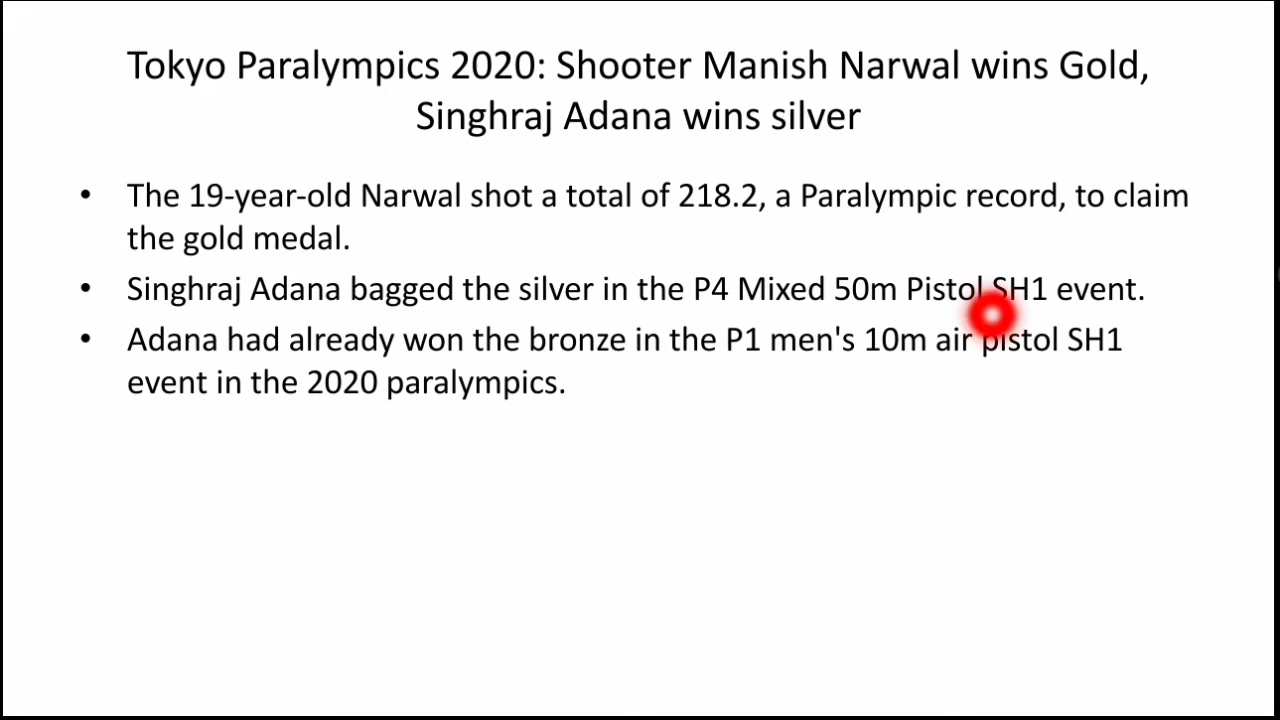 Tokyo Paralympics 2020: Shooter Manish Narwal wins Gold,
Singhraj Adana wins silver
• The 19-year-old Narwal shot a total of 218.2, a Paralympic record, to claim
the gold medal.
• Singhraj Adana bagged the silver in the P4 Mixed 50m Pistol SH1 event.
• Adana had already won the bronze in the P1 men's 10m air pistol SH1
event in the 2020 paralympics.